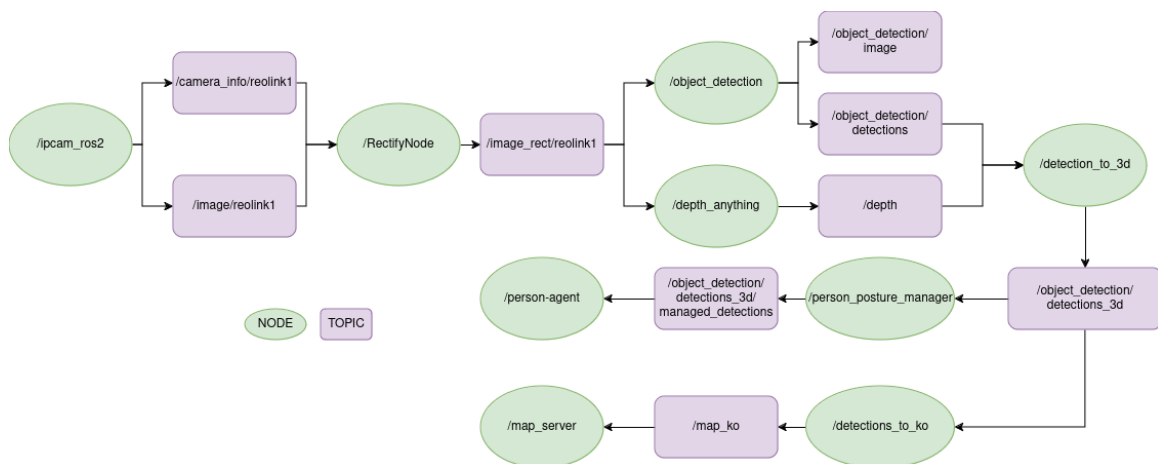 /ipcam_ros2
/camera_info/reolink1
/image/reolink1
/RectifyNode
/image_rect/reolink1
/object_detection
/depth_anything
/object_detection/
image
/object_detection/
detections
/depth
/detection_to_3d
/object_detection/
detections_3d
/person_posture_manager
/object_detection/
detections_3d/
managed_detections
/person-agent
NODE
TOPIC
/detections_to_ko
/map_ko
/map_server